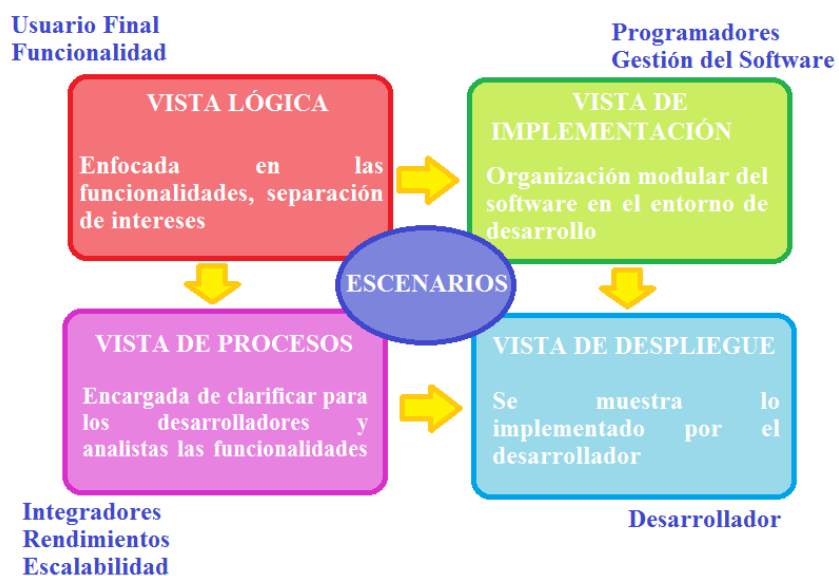 Usuario Final
Funcionalidad
Programadores
Gestión del Software
VISTA LÓGICA
Enfocada en las
funcionalidades, separación
de intereses
VISTA DE
IMPLEMENTACIÓN
Organización modular del
software en el entorno de
desarrollo
ESCENARIOS
VISTA DE PROCESOS
Encargada de clarificar para
los desarrolladores y
analistas las funcionalidades
VISTA DE DESPLIEGUE
Se muestra lo
implementado por el
desarrollador
Integradores
Rendimientos
Escalabilidad
Desarrollador